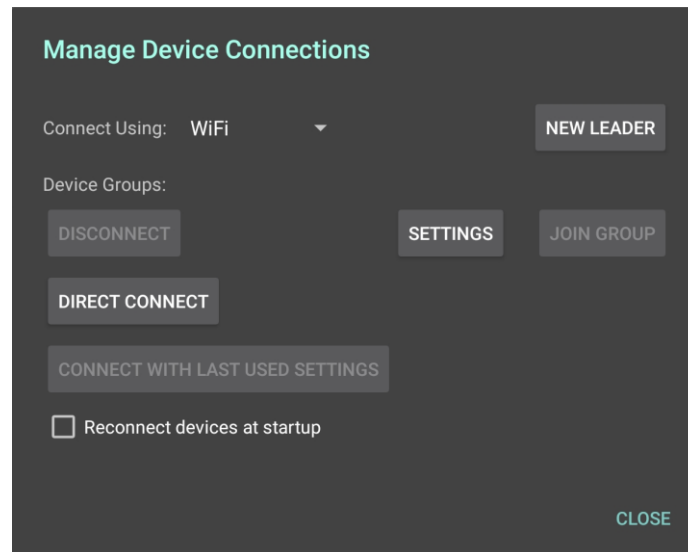 Manage Device Connections
Connect Using: WiFi NEW LEADER
Device Groups:
DISCONNECT SETTINGS JOIN GROUP
DIRECT CONNECT
CONNECT WITH LAST USED SETTINGS
Reconnect devices at startup
CLOSE